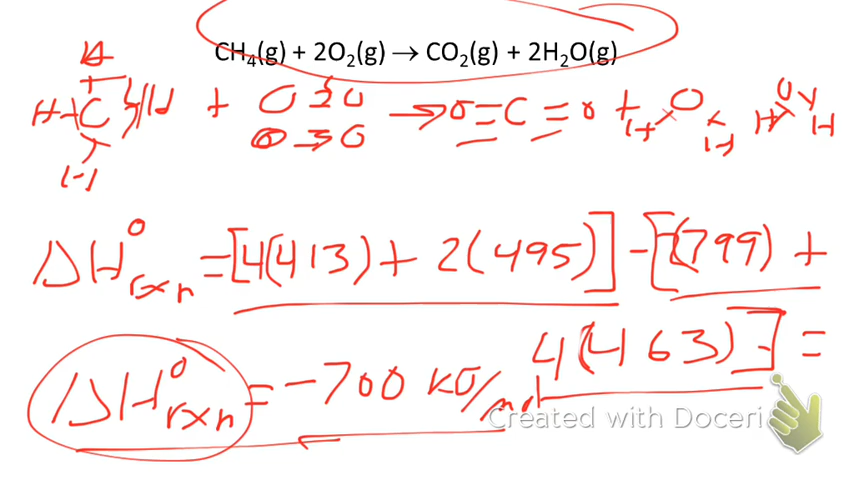 CH₄(g) + 2O₂(g) → CO₂(g) + 2H₂O(g)
H
H C H + O O → O=C=O + O O
H O O H H H H
ΔH°rxn = [4(413) + 2(495)] - [2(799) +
4(463)] =
ΔH°rxn = -700 kJ/mol
Created with Doceri